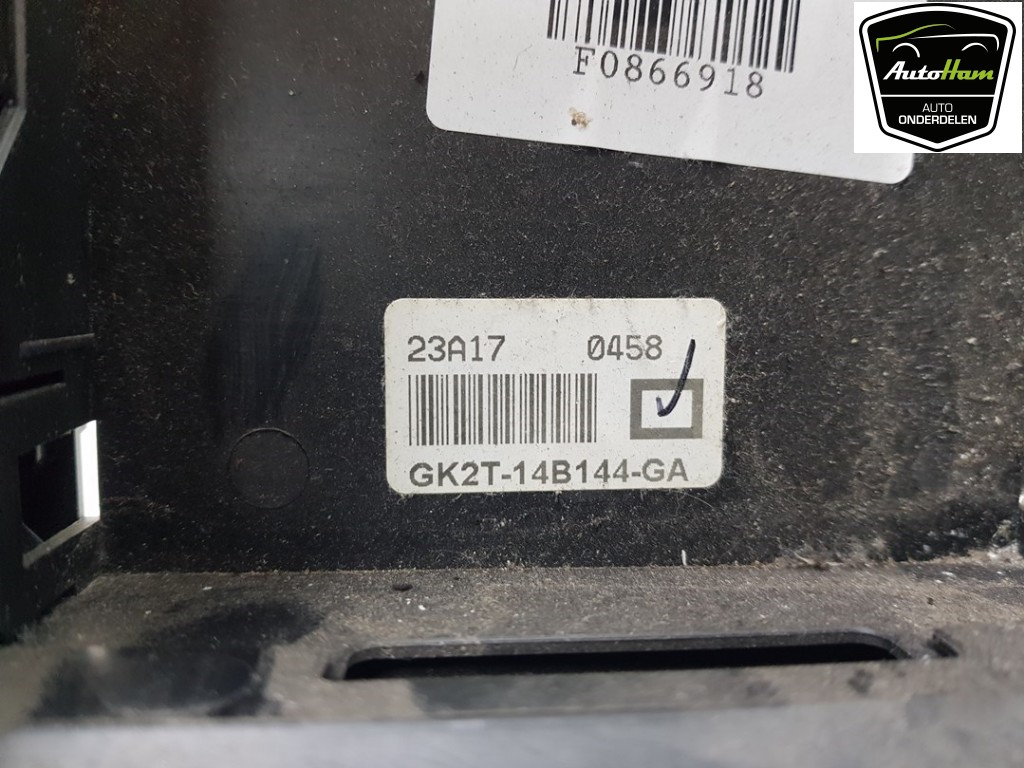 F0866918
AutoHam
AUTO
ONDERDELEN
23A17 0458
GK2T-14B144-GA